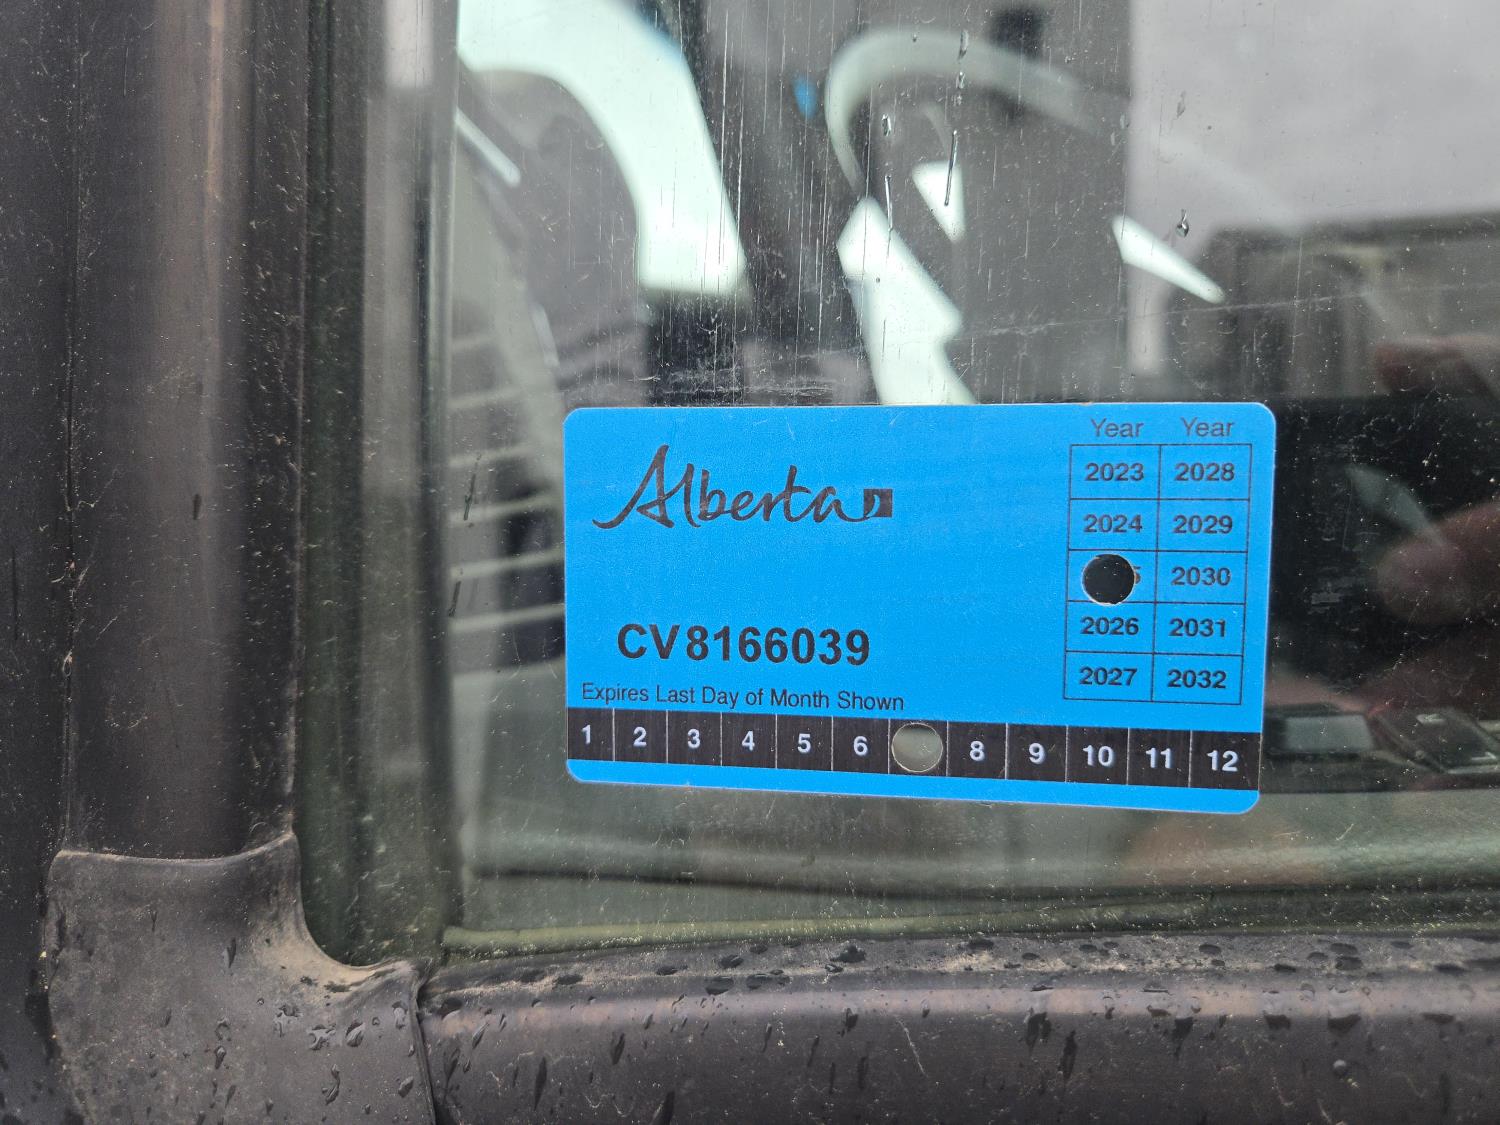 Alberta
Year Year
2023 2028
2024 2029
2030
2026 2031
2027 2032
CV8166039
Expires Last Day of Month Shown
1 2 3 4 5 6 8 9 10 11 12